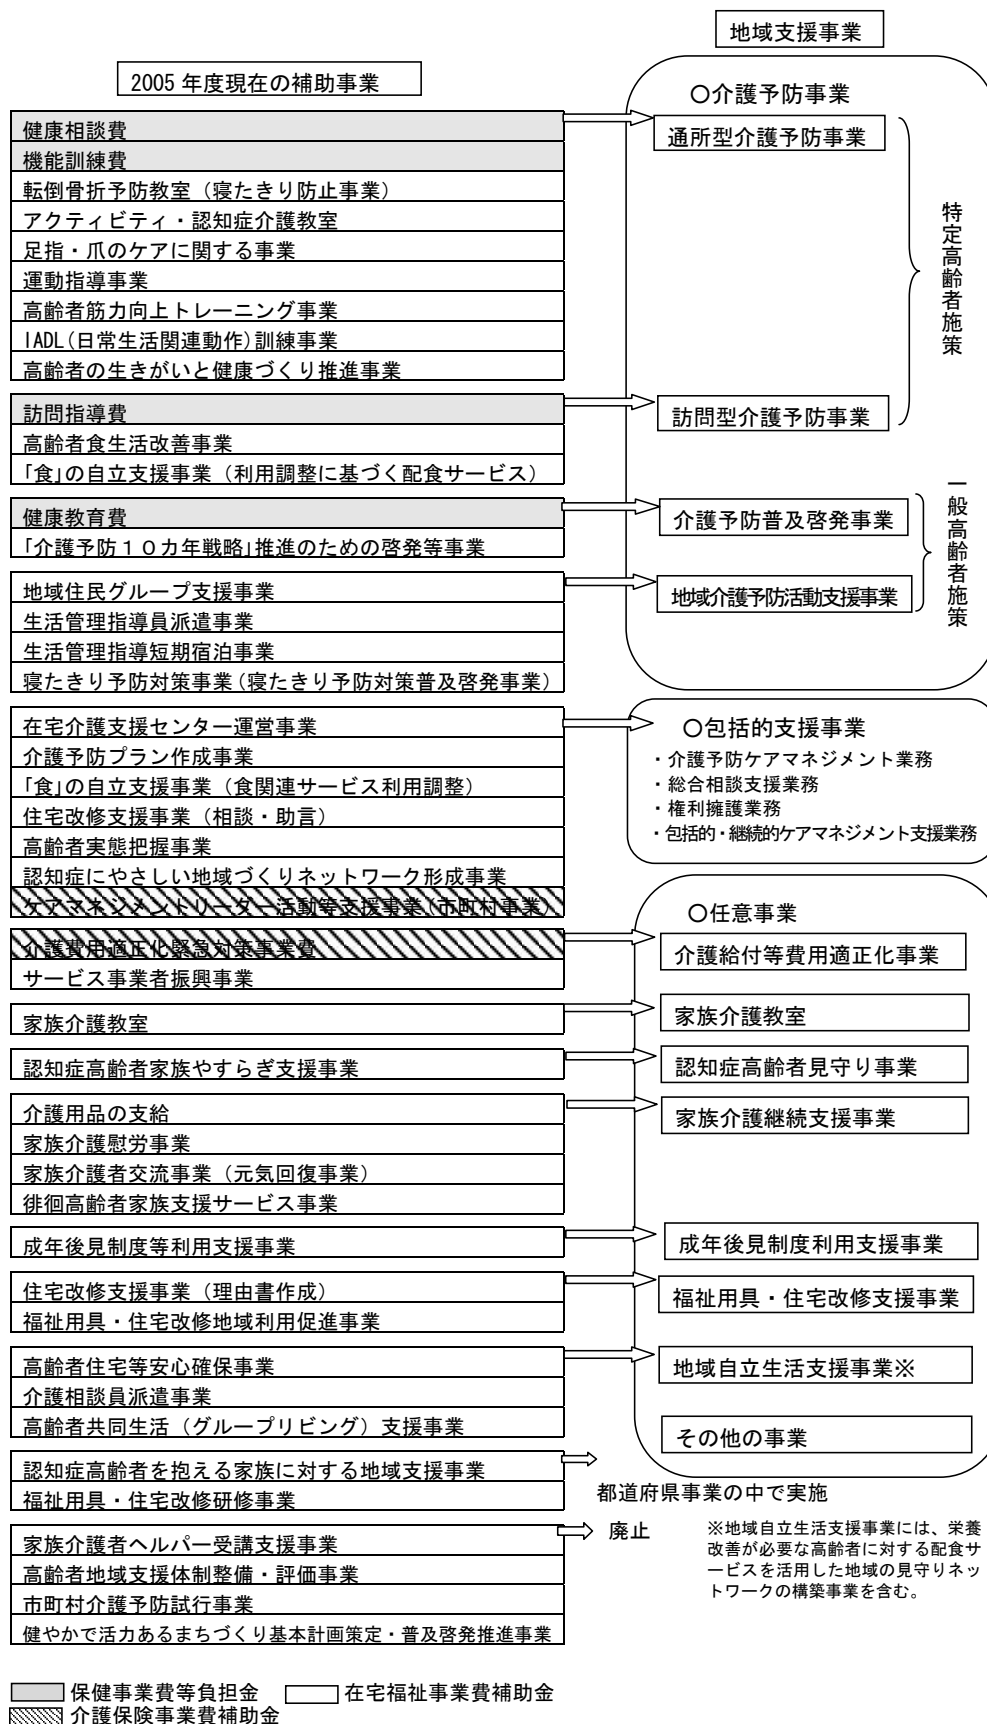 地域支援事業
2005 年度現在の補助事業
健康相談費
機能訓練費
転倒骨折予防教室（寝たきり防止事業）
アクティビティ・認知症介護教室
足指・爪のケアに関する事業
運動指導事業
高齢者筋力向上トレーニング事業
IADL(日常生活関連動作)訓練事業
高齢者の生きがいと健康づくり推進事業
訪問指導費
高齢者食生活改善事業
「食」の自立支援事業（利用調整に基づく配食サービス）
健康教育費
「介護予防１０カ年戦略」推進のための啓発等事業
地域住民グループ支援事業
生活管理指導員派遣事業
生活管理指導短期宿泊事業
寝たきり予防対策事業(寝たきり予防対策普及啓発事業)
在宅介護支援センター運営事業
介護予防プラン作成事業
「食」の自立支援事業（食関連サービス利用調整）
住宅改修支援事業（相談・助言）
高齢者実態把握事業
認知症にやさしい地域づくりネットワーク形成事業
ケアマネジメントリーダー活動等支援事業(市町村事業)
介護費用適正化緊急対策事業費
サービス事業者振興事業
家族介護教室
認知症高齢者家族やすらぎ支援事業
介護用品の支給
家族介護慰労事業
家族介護者交流事業（元気回復事業）
徘徊高齢者家族支援サービス事業
成年後見制度等利用支援事業
住宅改修支援事業（理由書作成）
福祉用具・住宅改修地域利用促進事業
高齢者住宅等安心確保事業
介護相談員派遣事業
高齢者共同生活（グループリビング）支援事業
認知症高齢者を抱える家族に対する地域支援事業
福祉用具・住宅改修研修事業
家族介護者ヘルパー受講支援事業
高齢者地域支援体制整備・評価事業
市町村介護予防試行事業
健やかで活力あるまちづくり基本計画策定・普及啓発推進事業
○介護予防事業
通所型介護予防事業
訪問型介護予防事業
特定高齢者施策
介護予防普及啓発事業
地域介護予防活動支援事業
一般高齢者施策
○包括的支援事業
・介護予防ケアマネジメント業務
・総合相談支援業務
・権利擁護業務
・包括的・継続的ケアマネジメント支援業務
○任意事業
介護給付等費用適正化事業
家族介護教室
認知症高齢者見守り事業
家族介護継続支援事業
成年後見制度利用支援事業
福祉用具・住宅改修支援事業
地域自立生活支援事業※
その他の事業
都道府県事業の中で実施
廃止
※地域自立生活支援事業には、栄養
改善が必要な高齢者に対する配食サ
ービスを活用した地域の見守りネッ
トワークの構築事業を含む。
保健事業費等負担金
在宅福祉事業費補助金
介護保険事業費補助金